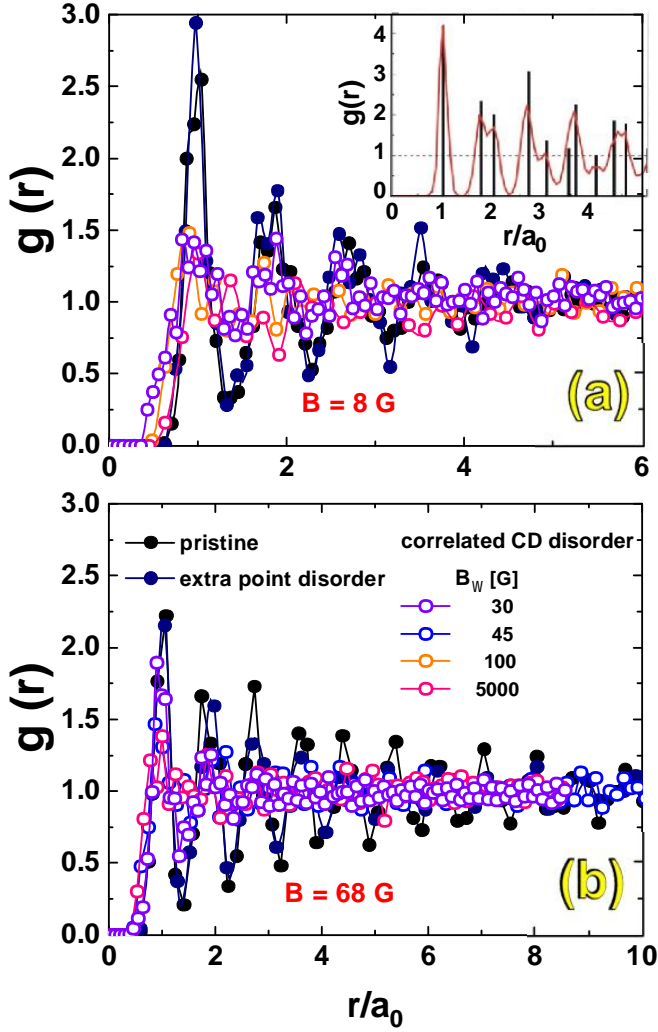 3.0
2.5
2.0
1.5
1.0
0.5
0.0
g (r)
4
3
2
1
0
g(r)
0 1 2 3 4
r/a0
B = 8 G
(a)
0 2 4 6
3.0
2.5
2.0
1.5
1.0
0.5
0.0
g (r)
pristine correlated CD disorder
extra point disorder BW [G]
30
45
100
5000
B = 68 G
(b)
0 2 4 6 8 10
r/a0